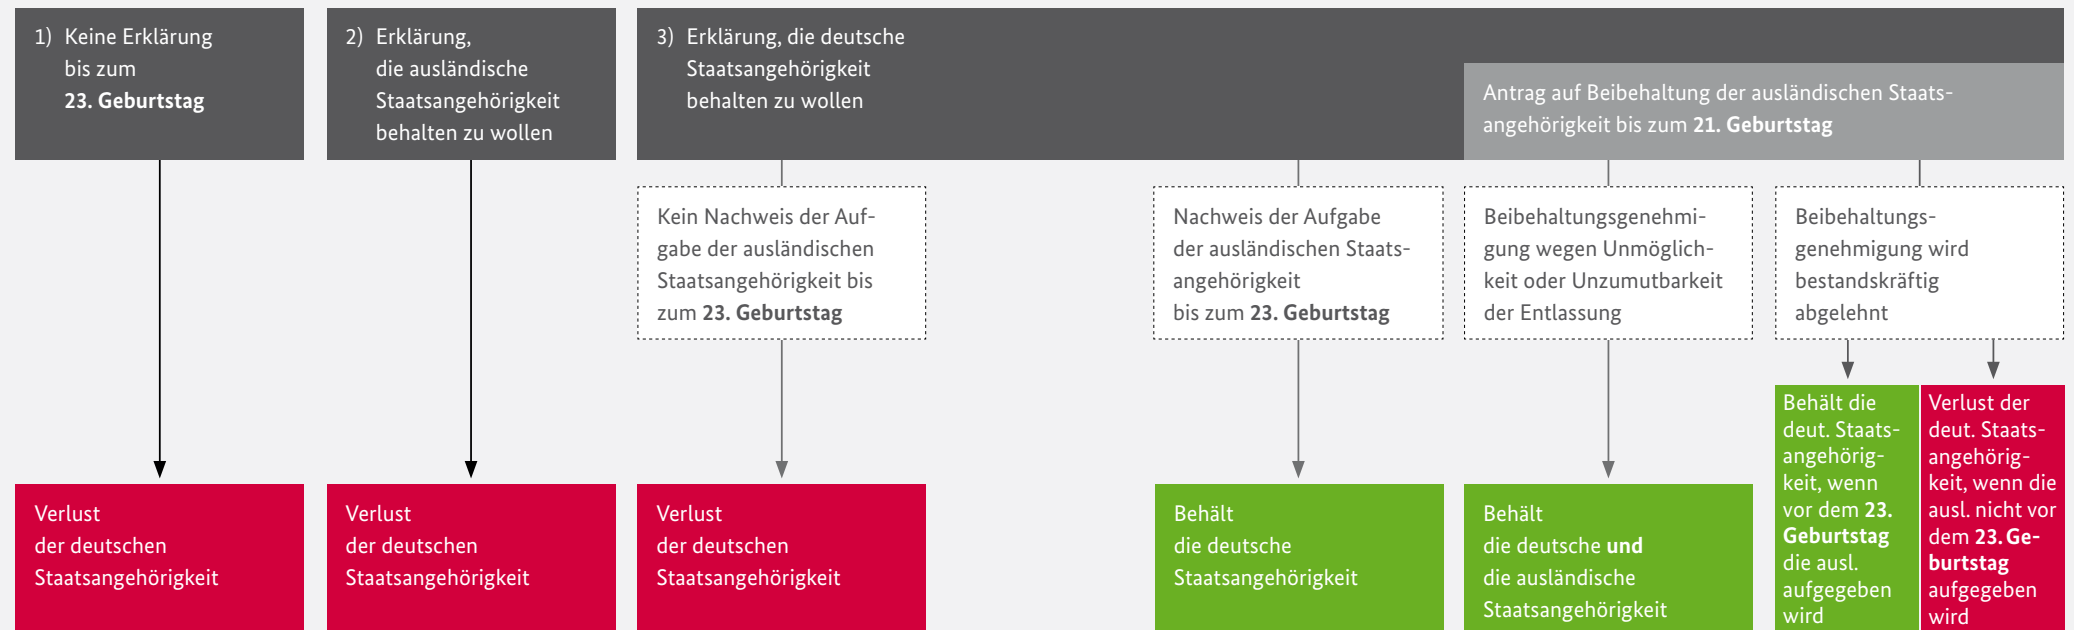 1) Keine Erklärung
bis zum
23. Geburtstag
2) Erklärung,
die ausländische
Staatsangehörigkeit
behalten zu wollen
3) Erklärung, die deutsche
Staatsangehörigkeit
behalten zu wollen
Antrag auf Beibehaltung der ausländischen Staats-
angehörigkeit bis zum 21. Geburtstag
Kein Nachweis der Auf-
gabe der ausländischen
Staatsangehörigkeit bis
zum 23. Geburtstag
Nachweis der Aufgabe
der ausländischen Staats-
angehörigkeit
bis zum 23. Geburtstag
Beibehaltungsgenehmi-
gung wegen Unmöglich-
keit oder Unzumutbarkeit
der Entlassung
Beibehaltungs-
genehmigung wird
bestandskräftig
abgelehnt
Verlust
der deutschen
Staatsangehörigkeit
Verlust
der deutschen
Staatsangehörigkeit
Verlust
der deutschen
Staatsangehörigkeit
Behält
die deutsche
Staatsangehörigkeit
Behält
die deutsche und
die ausländische
Staatsangehörigkeit
Behält die
deut. Staats-
angehörig-
keit, wenn
vor dem 23.
Geburtstag
die ausl.
aufgegeben
wird
Verlust der
deut. Staats-
angehörig-
keit, wenn die
ausl. nicht vor
dem 23. Ge-
burtstag
aufgegeben
wird